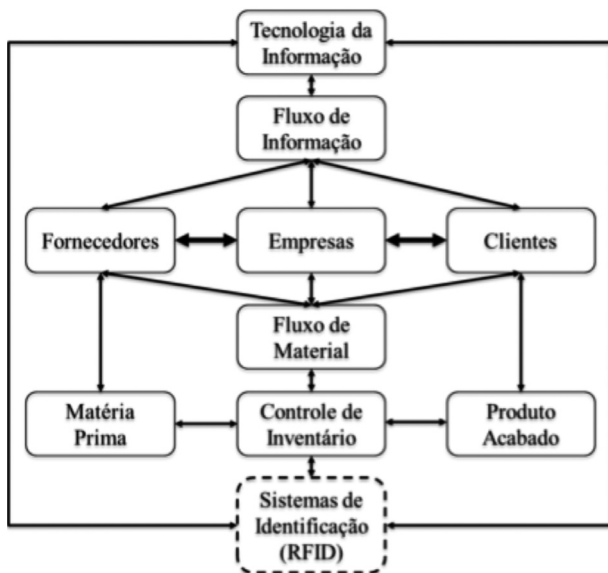 Tecnologia da
Informação
Fluxo de
Informação
Fornecedores
Empresas
Clientes
Fluxo de
Material
Matéria
Prima
Controle de
Inventário
Produto
Acabado
Sistemas de
Identificação
(RFID)